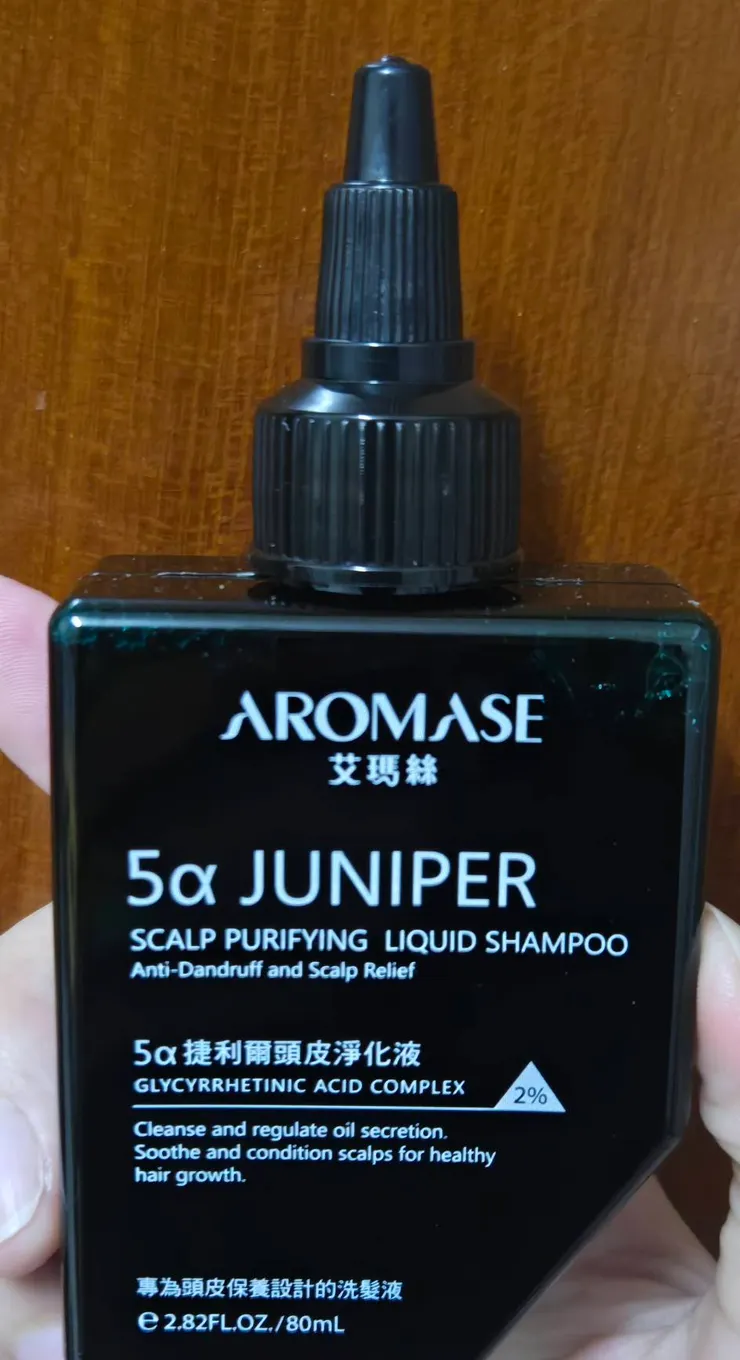 AROMASE
艾瑪絲
5α JUNIPER
SCALP PURIFYING LIQUID SHAMPOO
Anti-Dandruff and Scalp Relief
5α捷利爾頭皮淨化液
GLYCYRRHETINIC ACID COMPLEX 2%
Cleanse and regulate oil secretion.
Soothe and condition scalps for healthy
hair growth.
專為頭皮保養設計的洗髮液
℮ 2.82FL.OZ./80mL